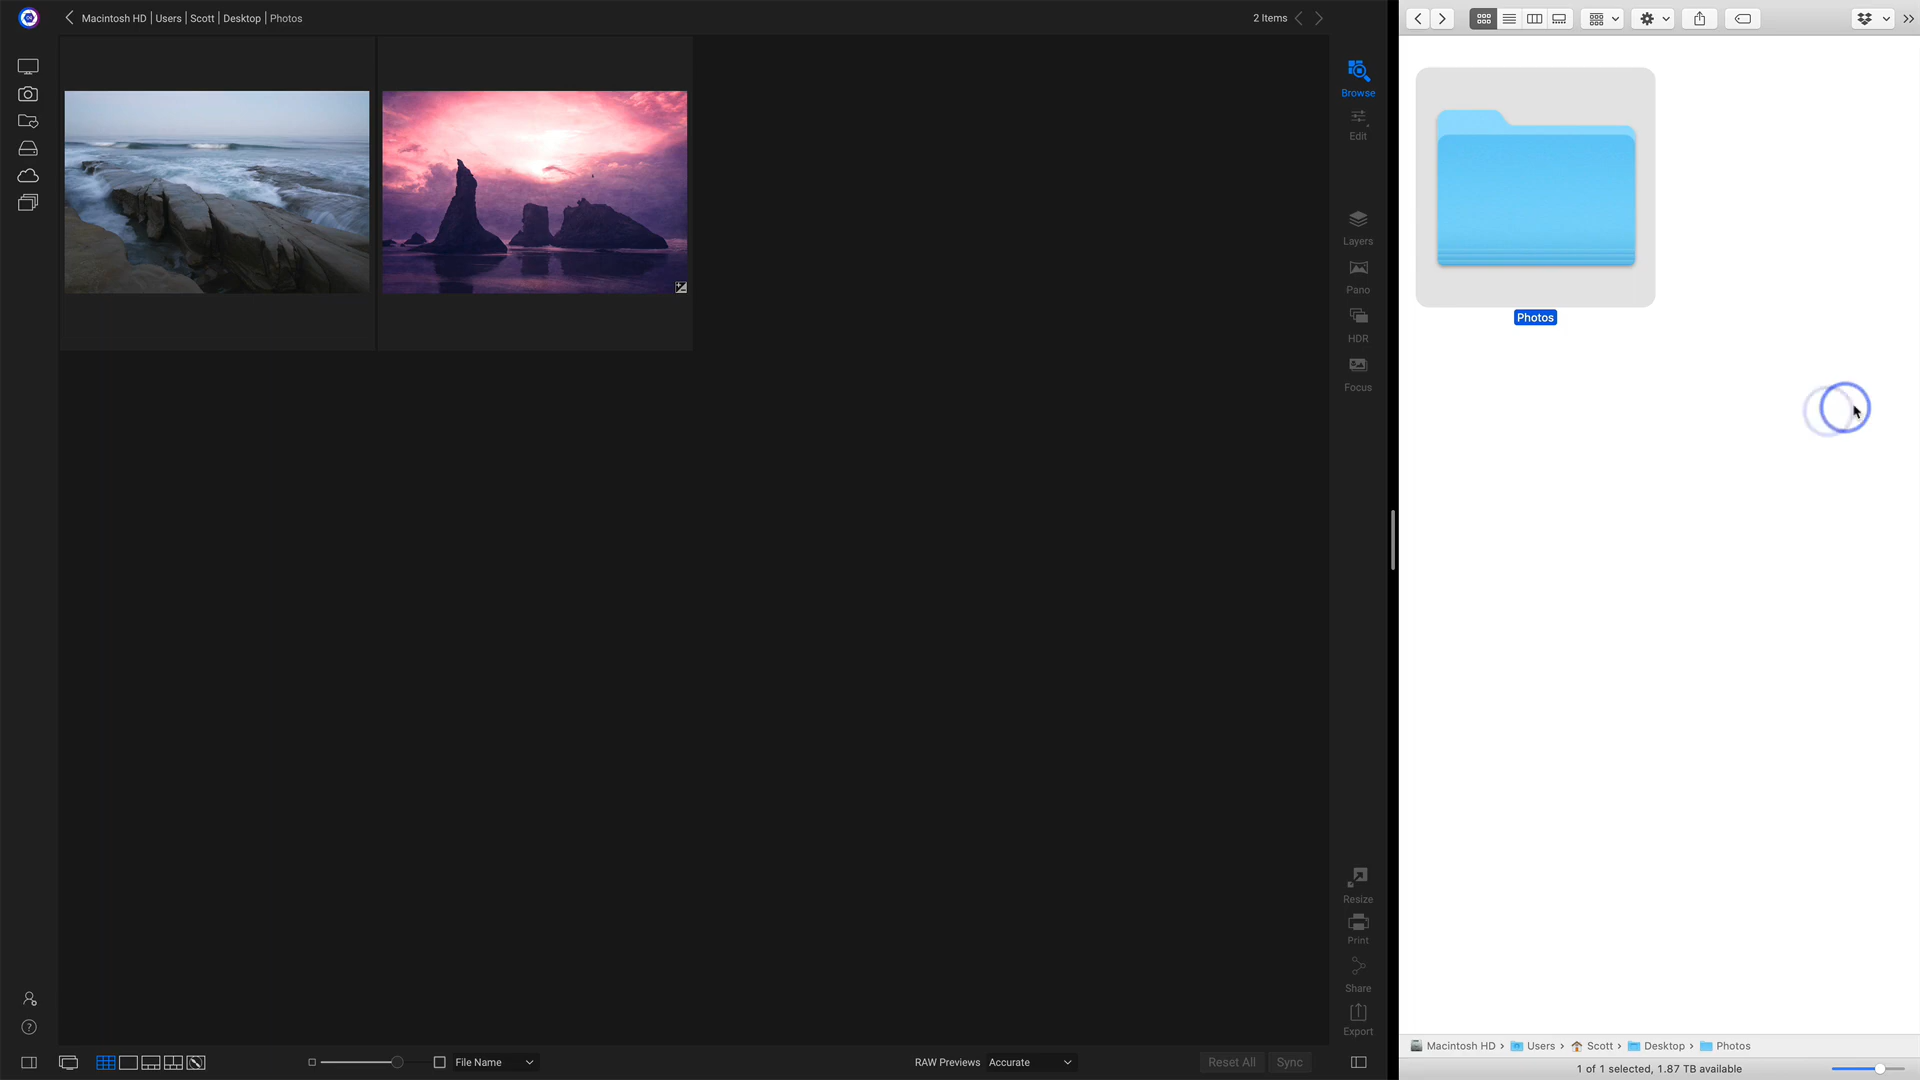 Macintosh HD | Users | Scott | Desktop | Photos
2 Items
Browse
Edit
Layers
Pano
HDR
Focus
Resize
Print
Share
Export
File Name
RAW Previews Accurate
Reset All
Sync
Photos
Macintosh HD › Users › Scott › Desktop › Photos
1 of 1 selected, 1.87 TB available